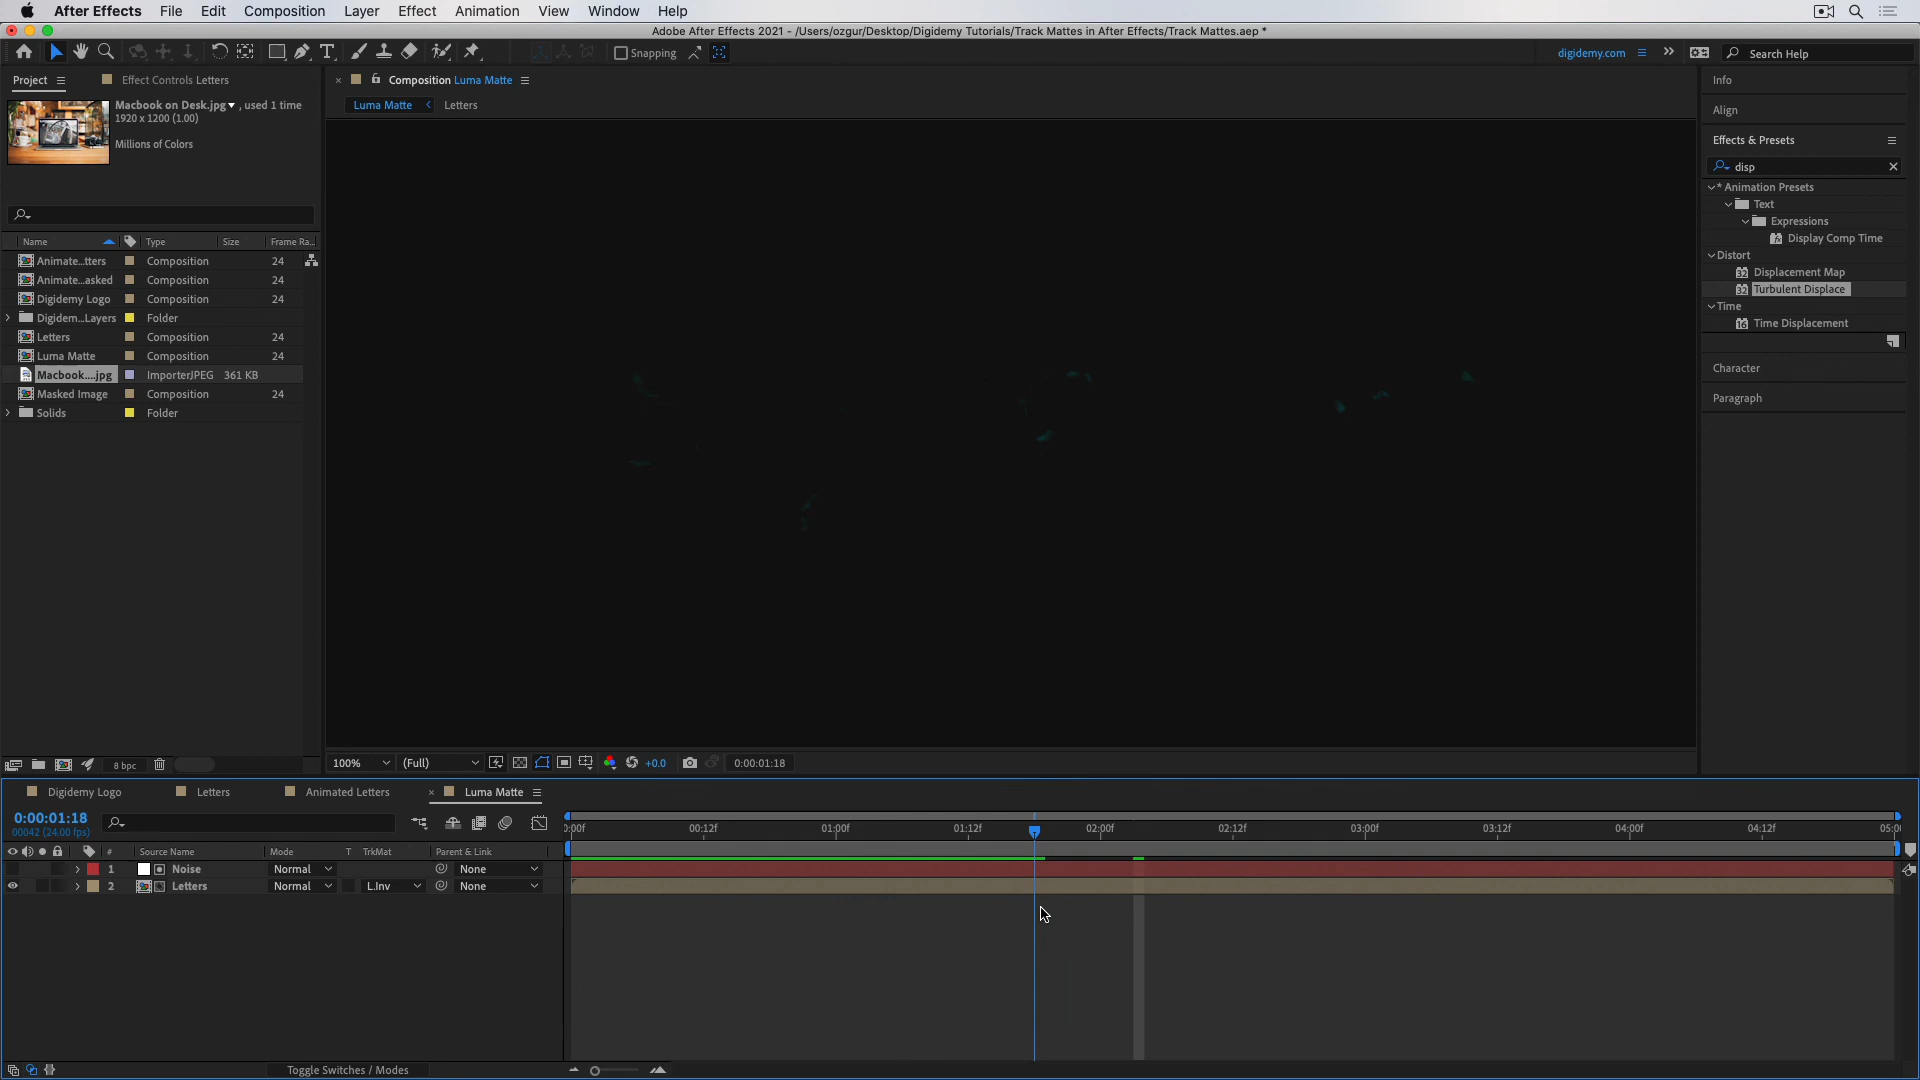 After Effects File Edit Composition Layer Effect Animation View Window Help
Adobe After Effects 2021 - /Users/ozgur/Desktop/Digidemy Tutorials/Track Mattes in After Effects/Track Mattes.aep *
Snapping
digidemy.com
Search Help
Project
Effect Controls Letters
Composition Luma Matte
Info
Macbook on Desk.jpg , used 1 time
1920 x 1200 (1.00)
Millions of Colors
Luma Matte Letters
Align
Effects & Presets
disp
* Animation Presets
Text
Expressions
Display Comp Time
Distort
Displacement Map
Turbulent Displace
Time
Time Displacement
Character
Paragraph
Name Type Size Frame Ra...
Animate...tters Composition 24
Animate...asked Composition 24
Digidemy Logo Composition 24
Digidem...Layers Folder
Letters Composition 24
Luma Matte Composition 24
Macbook....jpg ImporterJPEG 361 KB
Masked Image Composition 24
Solids Folder
8 bpc
100% (Full) +0.0 0:00:01:18
Digidemy Logo Letters Animated Letters Luma Matte
0:00:01:18
00042 (24.00 fps)
0:00f 00:12f 01:00f 01:12f 02:00f 02:12f 03:00f 03:12f 04:00f 04:12f 05:0
# Source Name Mode T TrkMat Parent & Link
1 Noise Normal None
2 Letters Normal L.Inv None
Toggle Switches / Modes